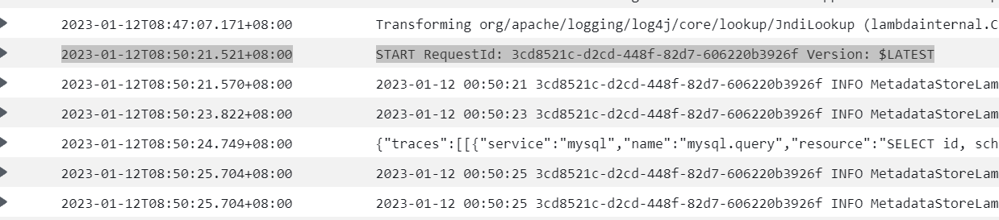 2023-01-12T08:47:07.171+08:00 Transforming org/apache/logging/log4j/core/lookup/JndiLookup (lambdainternal.C
2023-01-12T08:50:21.521+08:00 START RequestId: 3cd8521c-d2cd-448f-82d7-606220b3926f Version: $LATEST
2023-01-12T08:50:21.570+08:00 2023-01-12 00:50:21 3cd8521c-d2cd-448f-82d7-606220b3926f INFO MetadataStoreLam
2023-01-12T08:50:23.822+08:00 2023-01-12 00:50:23 3cd8521c-d2cd-448f-82d7-606220b3926f INFO MetadataStoreLam
2023-01-12T08:50:24.749+08:00 {"traces":[[{"service":"mysql","name":"mysql.query","resource":"SELECT id, sch
2023-01-12T08:50:25.704+08:00 2023-01-12 00:50:25 3cd8521c-d2cd-448f-82d7-606220b3926f INFO MetadataStoreLam
2023-01-12T08:50:25.704+08:00 2023-01-12 00:50:25 3cd8521c-d2cd-448f-82d7-606220b3926f INFO MetadataStoreLam